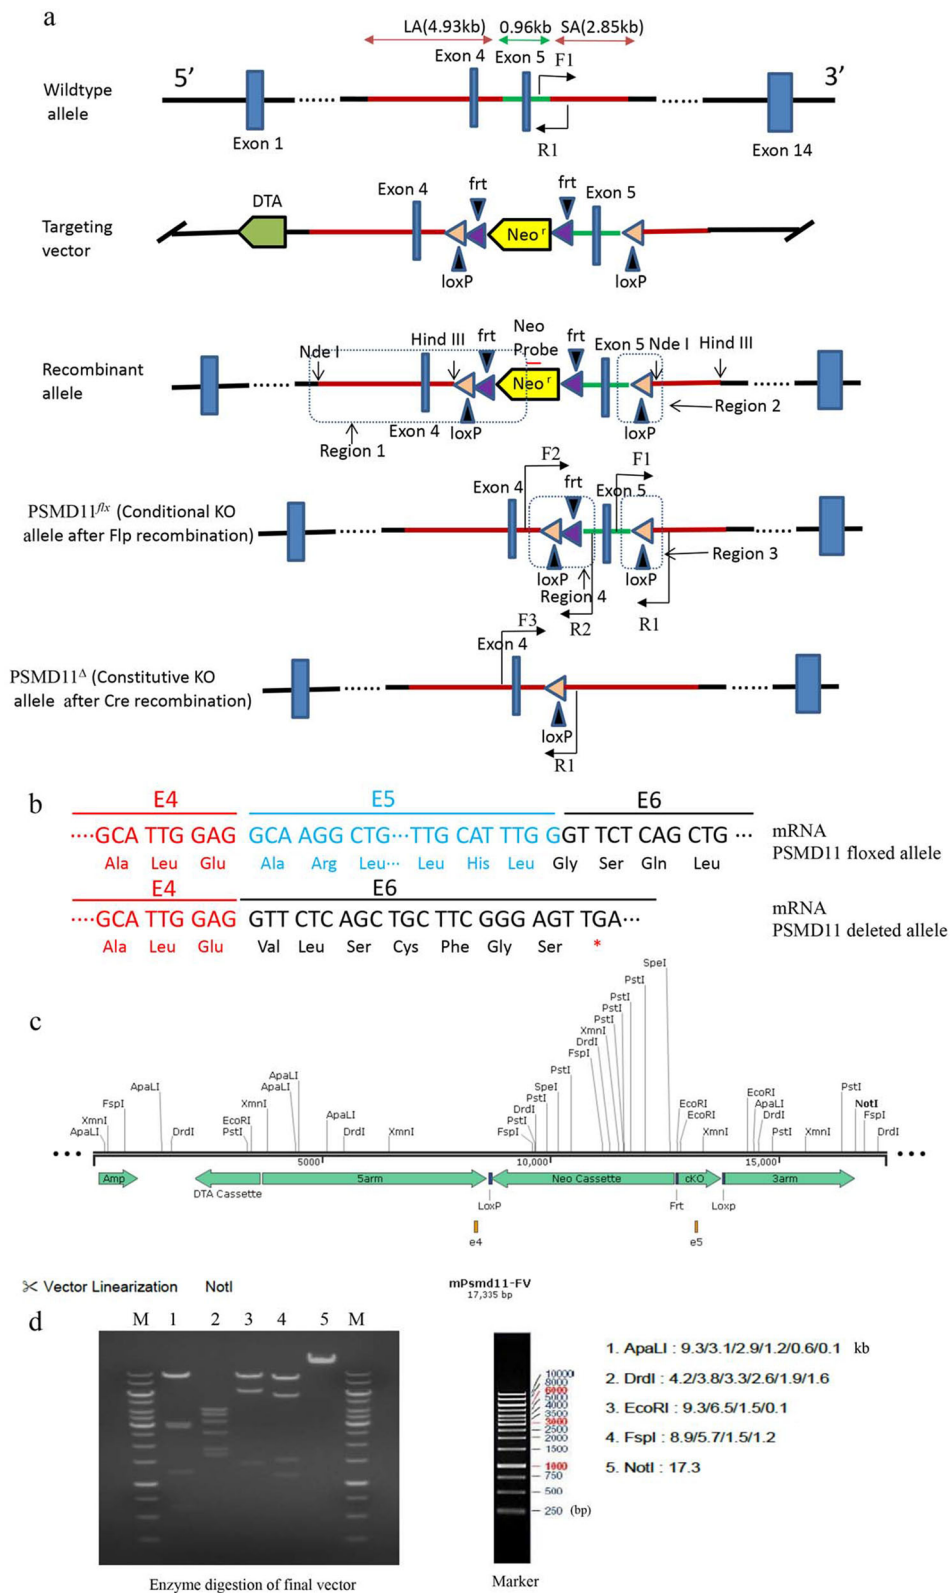 a
LA(4.93kb) 0.96kb SA(2.85kb)
Exon 4 Exon 5 F1
5’ 3’
Wildtype
allele
Exon 1 R1 Exon 14
DTA Exon 4 frt frt Exon 5
Targeting
vector
Neo r
loxP loxP
Neo
Probe
Nde I Hind III frt frt Exon 5 Nde I Hind III
Recombinant
allele
Neo r
Exon 4 loxP loxP Region 2
Region 1
F2 F1
Exon 4 frt Exon 5
PSMD11flx (Conditional KO
allele after Flp recombination)
loxP loxP Region 3
Region 4
R2 R1
F3
Exon 4
PSMD11Δ (Constitutive KO
allele after Cre recombination)
loxP
R1
b
E4 E5 E6
····GCA TTG GAG GCA AGG CTG··· TTG CAT TTG G GT TCT CAG CTG ···
Ala Leu Glu Ala Arg Leu··· Leu His Leu Gly Ser Gln Leu
mRNA
PSMD11 floxed allele
E4 E6
····GCA TTG GAG GTT CTC AGC TGC TTC GGG AGT TGA···
Ala Leu Glu Val Leu Ser Cys Phe Gly Ser *
mRNA
PSMD11 deleted allele
c
SpeI
PstI
PstI
PstI
PstI
XmnI
DrdI
FspI
PstI
ApaLI ApaLI ApaLI SpeI EcoRI PstI
FspI XmnI PstI EcoRI ApaLI NotI
XmnI EcoRI ApaLI DrdI EcoRI DrdI FspI
ApaLI DrdI PstI DrdI XmnI PstI FspI XmnI PstI XmnI DrdI
5000 10,000 15,000
Amp DTA Cassette 5arm LoxP Neo Cassette Frt cKO Loxp 3arm
e4 e5
Vector Linearization NotI
mPsmd11-FV
17,335 bp
d
M 1 2 3 4 5 M
Enzyme digestion of final vector
10000
8000
6000
5000
4000
3500
3000
2500
2000
1500
1000
750
500
250 (bp)
Marker
1. ApaLI : 9.3/3.1/2.9/1.2/0.6/0.1 kb
2. DrdI : 4.2/3.8/3.3/2.6/1.9/1.6
3. EcoRI : 9.3/6.5/1.5/0.1
4. FspI : 8.9/5.7/1.5/1.2
5. NotI : 17.3